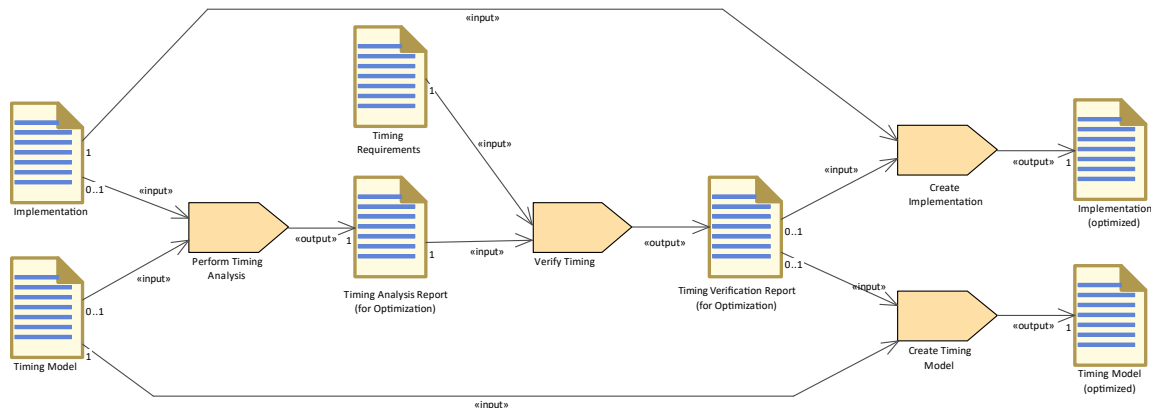 «input»
1
Timing
Requirements
«input»
1
0..1
Implementation
«input»
Perform Timing
Analysis
«input»
«output»
1
1
Timing Analysis Report
(for Optimization)
«input»
Verify Timing
«output»
Timing Verification Report
(for Optimization)
0..1
0..1
«input»
«input»
Create
Implementation
«output»
1
Implementation
(optimized)
0..1
1
Timing Model
«input»
Create Timing
Model
«output»
1
Timing Model
(optimized)